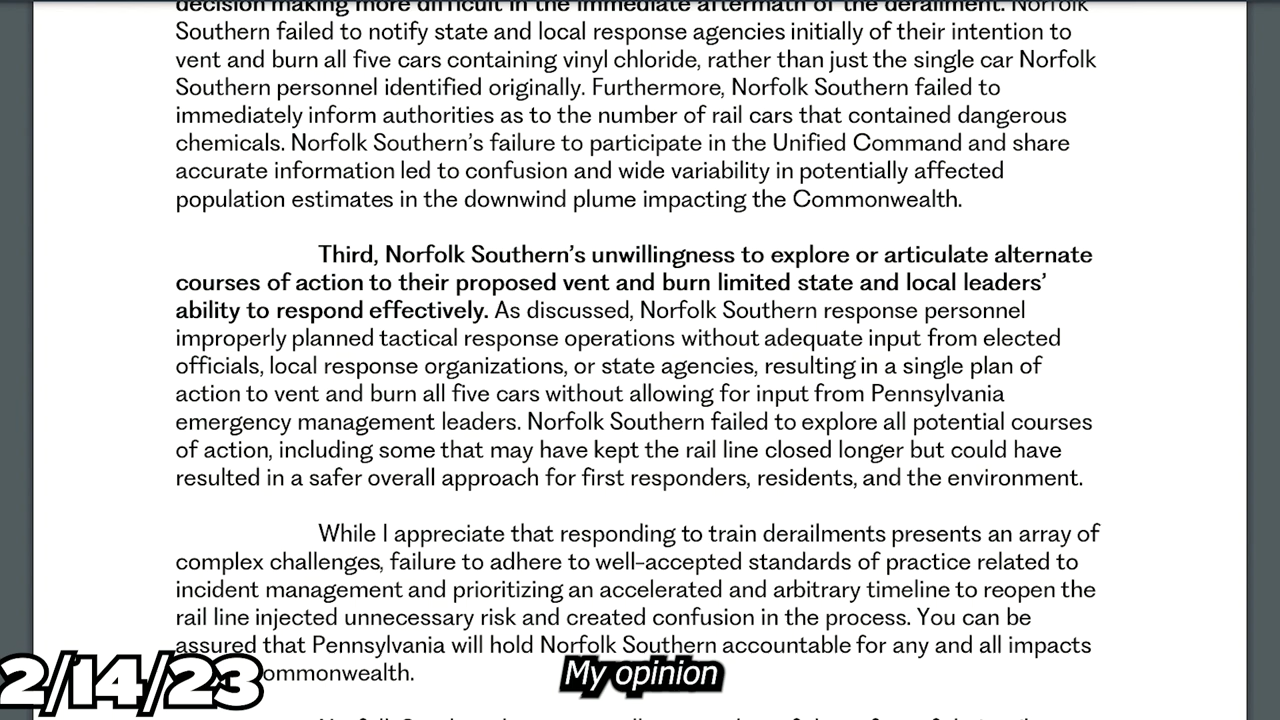 decision making more difficult in the immediate aftermath of the derailment. Norfolk
Southern failed to notify state and local response agencies initially of their intention to
vent and burn all five cars containing vinyl chloride, rather than just the single car Norfolk
Southern personnel identified originally. Furthermore, Norfolk Southern failed to
immediately inform authorities as to the number of rail cars that contained dangerous
chemicals. Norfolk Southern's failure to participate in the Unified Command and share
accurate information led to confusion and wide variability in potentially affected
population estimates in the downwind plume impacting the Commonwealth.
Third, Norfolk Southern's unwillingness to explore or articulate alternate
courses of action to their proposed vent and burn limited state and local leaders'
ability to respond effectively. As discussed, Norfolk Southern response personnel
improperly planned tactical response operations without adequate input from elected
officials, local response organizations, or state agencies, resulting in a single plan of
action to vent and burn all five cars without allowing for input from Pennsylvania
emergency management leaders. Norfolk Southern failed to explore all potential courses
of action, including some that may have kept the rail line closed longer but could have
resulted in a safer overall approach for first responders, residents, and the environment.
While I appreciate that responding to train derailments presents an array of
complex challenges, failure to adhere to well-accepted standards of practice related to
incident management and prioritizing an accelerated and arbitrary timeline to reopen the
rail line injected unnecessary risk and created confusion in the process. You can be
assured that Pennsylvania will hold Norfolk Southern accountable for any and all impacts
ommonwealth.
2/14/23
My opinion